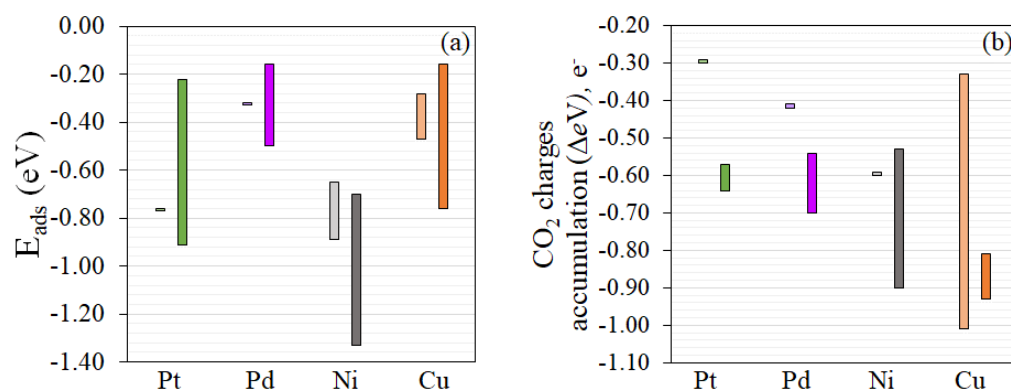 (a)
E_ads (eV)
0.00
-0.20
-0.40
-0.60
-0.80
-1.00
-1.20
-1.40
Pt Pd Ni Cu
(b)
CO₂ charges
accumulation (ΔeV), e⁻
-0.20
-0.30
-0.40
-0.50
-0.60
-0.70
-0.80
-0.90
-1.00
-1.10
Pt Pd Ni Cu